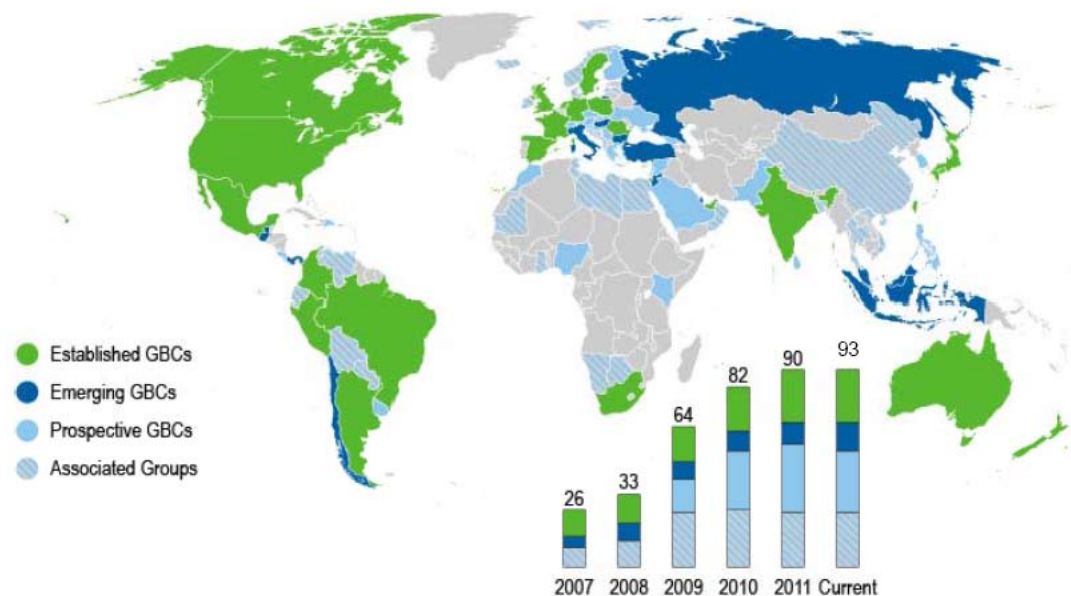 Established GBCs
Emerging GBCs
Prospective GBCs
Associated Groups
26
33
64
82
90
93
2007 2008 2009 2010 2011 Current